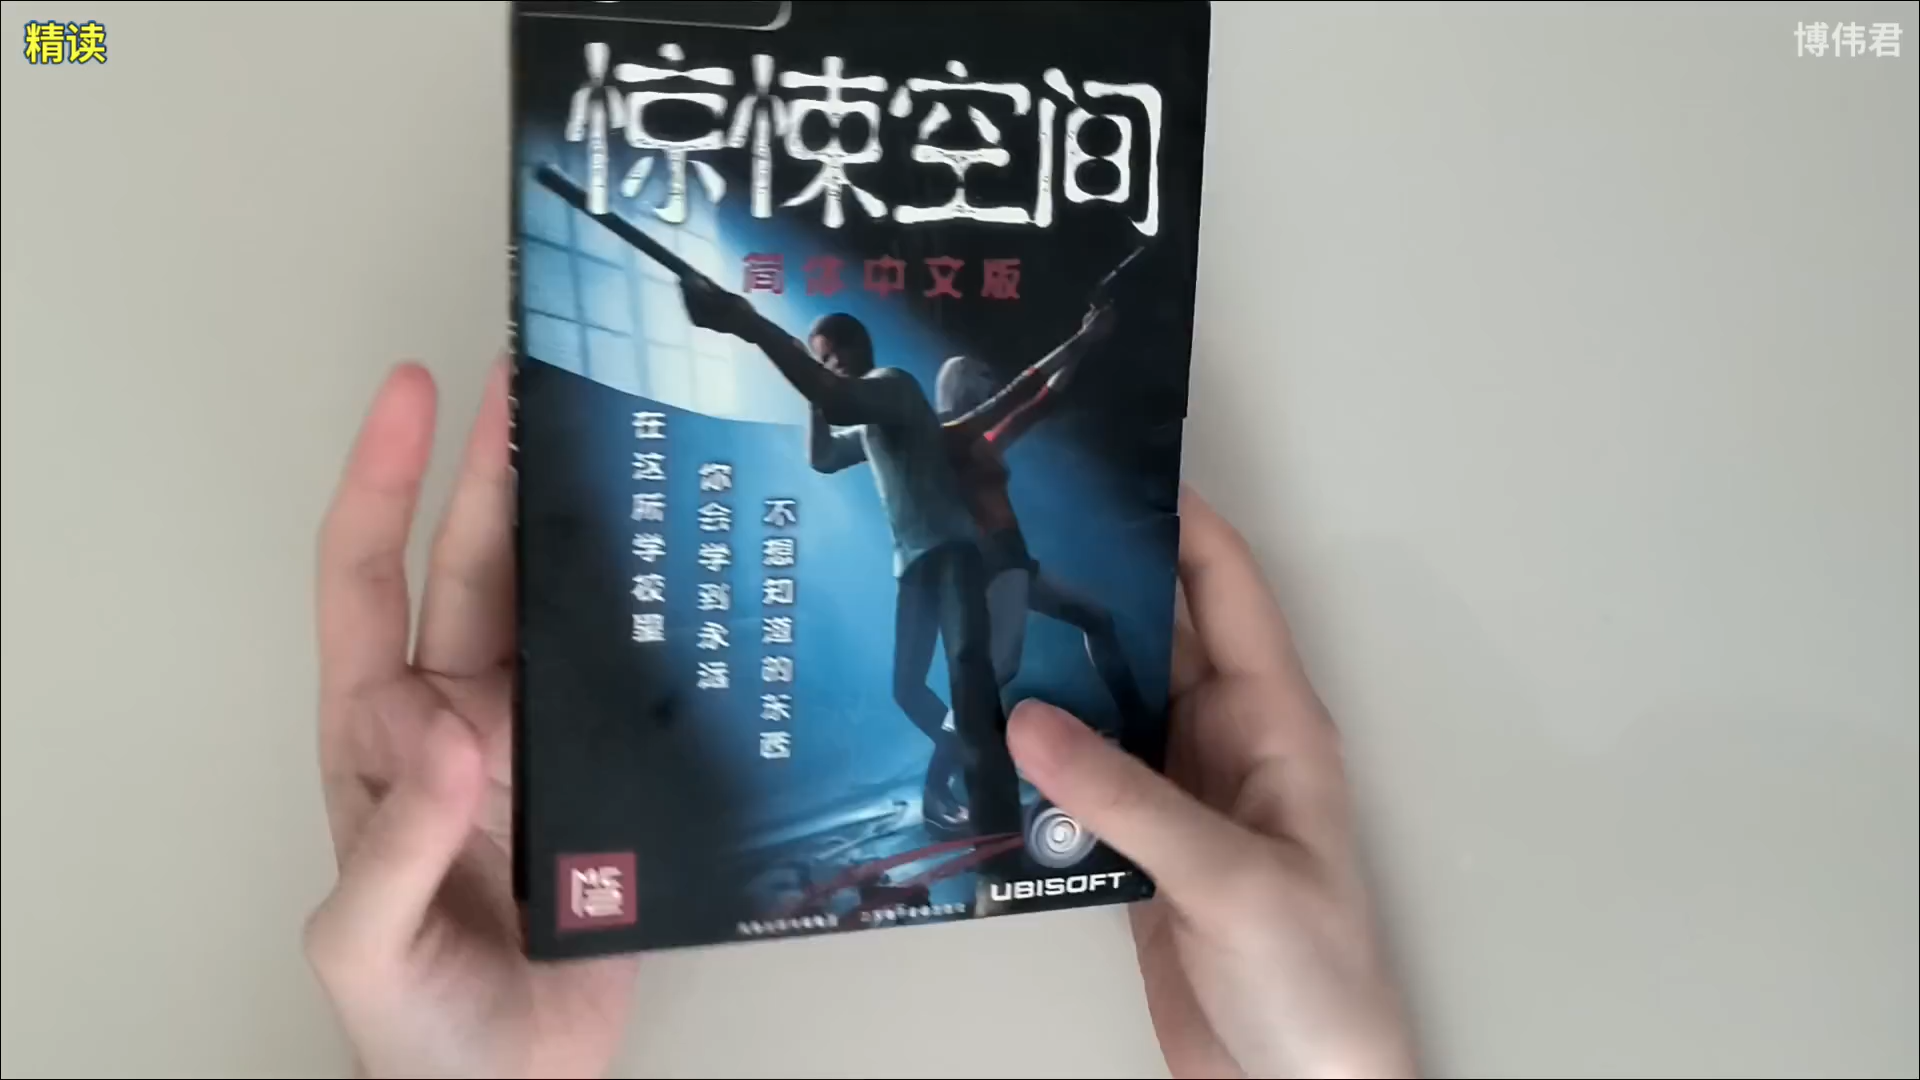 精读
博伟君
惊悚空间
简体中文版
在这所学校里
你会学到永远
不想知道的东西
UBISOFT